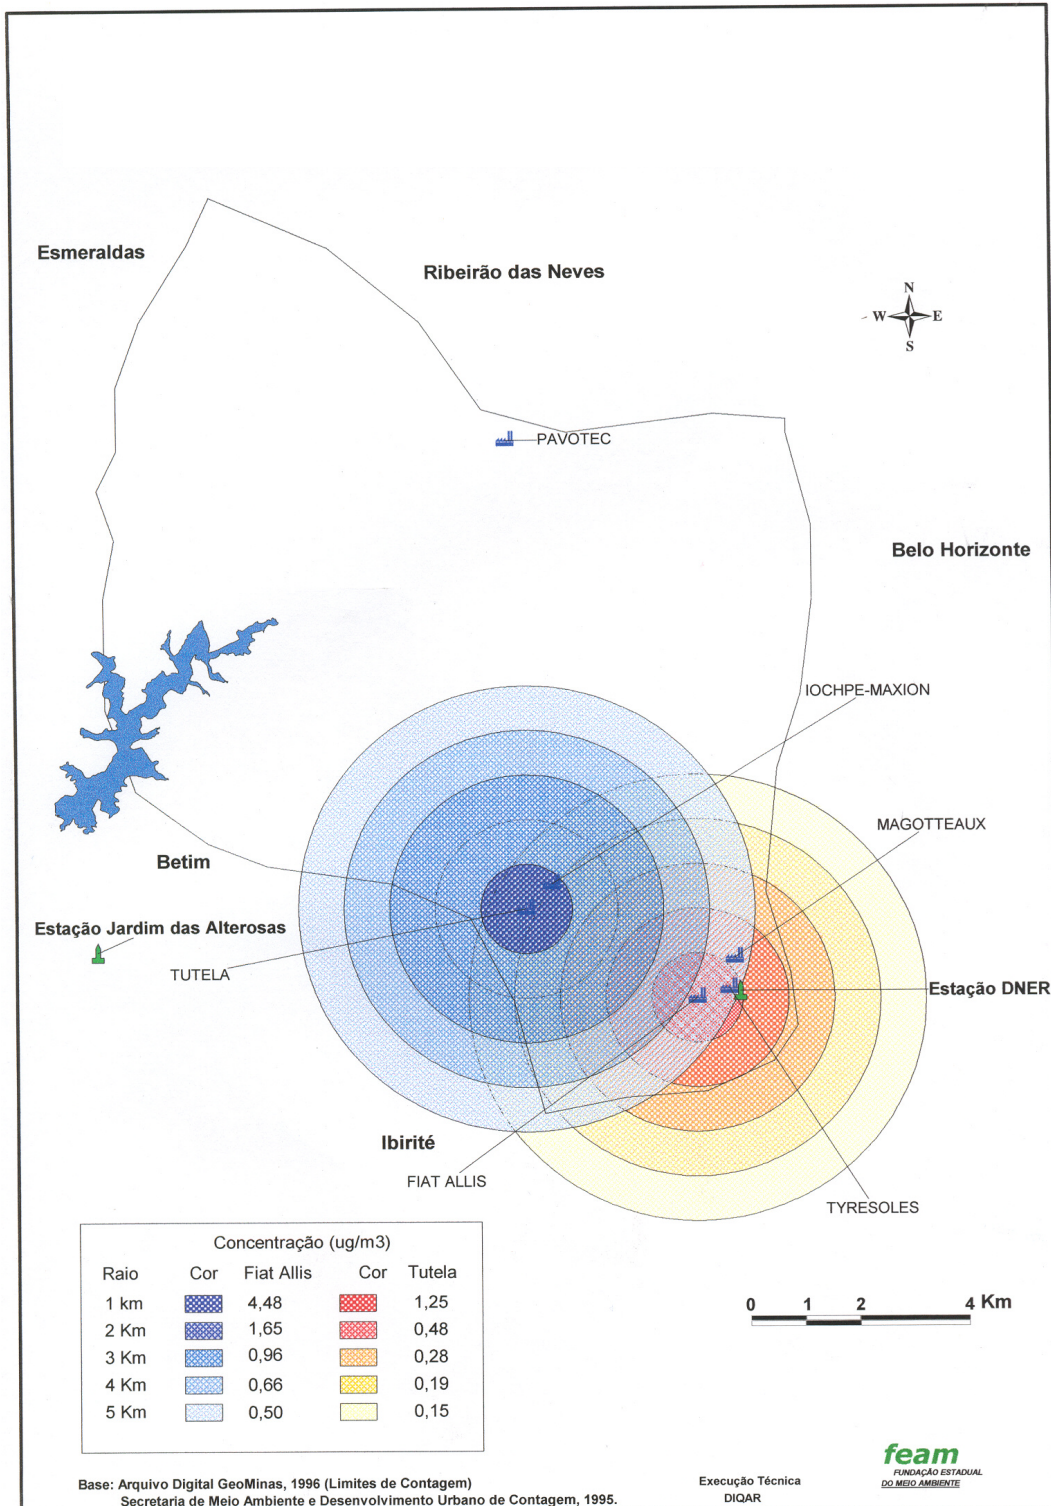 Esmeraldas
Ribeirão das Neves
N
W E
S
PAVOTEC
Belo Horizonte
IOCHPE-MAXION
MAGOTTEAUX
Betim
Estação Jardim das Alterosas
TUTELA
Estação DNER
Ibirité
FIAT ALLIS
TYRESOLES
Concentração (ug/m3)
Raio Cor Fiat Allis Cor Tutela
1 km 4,48 1,25
2 Km 1,65 0,48
3 Km 0,96 0,28
4 Km 0,66 0,19
5 Km 0,50 0,15
0 1 2 4 Km
feam
FUNDAÇÃO ESTADUAL
DO MEIO AMBIENTE
Base: Arquivo Digital GeoMinas, 1996 (Limites de Contagem)
Secretaria de Meio Ambiente e Desenvolvimento Urbano de Contagem, 1995.
Execução Técnica
DIQAR